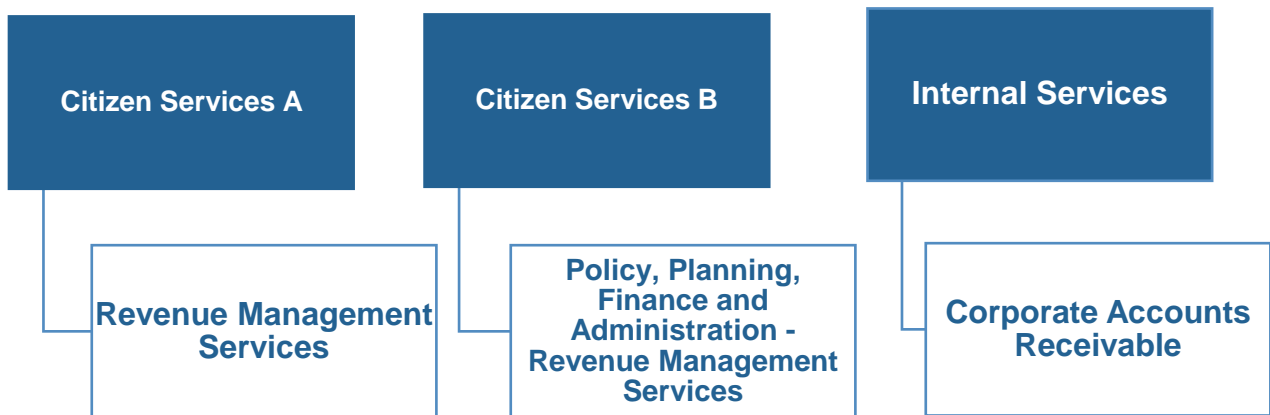 Citizen Services A
Citizen Services B
Internal Services
Revenue Management
Services
Policy, Planning,
Finance and
Administration -
Revenue Management
Services
Corporate Accounts
Receivable